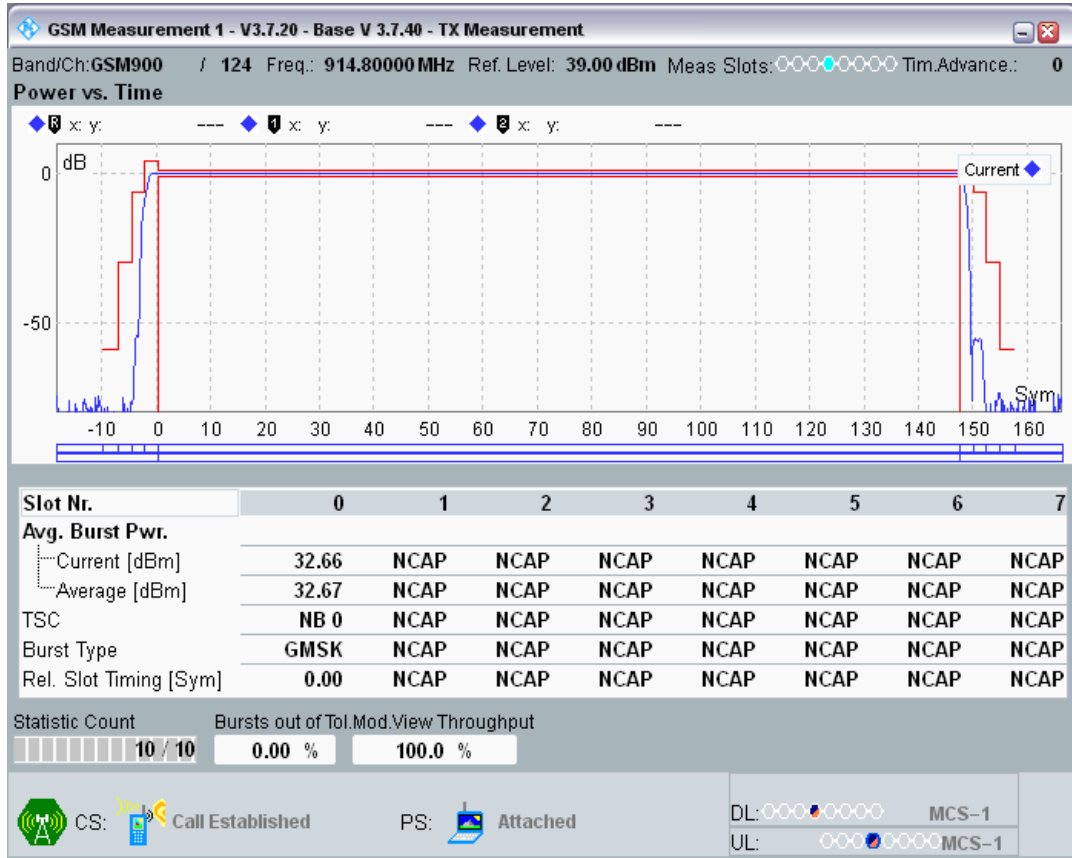 GSM Measurement 1 - V3.7.20 - Base V 3.7.40 - TX Measurement
Band/Ch:GSM900 / 124 Freq.: 914.80000 MHz Ref. Level: 39.00 dBm Meas Slots: Tim.Advance.: 0
Power vs. Time
R x: y: --- 1 x: y: --- 2 x: y: ---
dB
Current
0
-50
Sym
-10 0 10 20 30 40 50 60 70 80 90 100 110 120 130 140 150 160
Slot Nr. 0 1 2 3 4 5 6 7
Avg. Burst Pwr.
Current [dBm] 32.66 NCAP NCAP NCAP NCAP NCAP NCAP NCAP
Average [dBm] 32.67 NCAP NCAP NCAP NCAP NCAP NCAP NCAP
TSC NB 0 NCAP NCAP NCAP NCAP NCAP NCAP NCAP
Burst Type GMSK NCAP NCAP NCAP NCAP NCAP NCAP NCAP
Rel. Slot Timing [Sym] 0.00 NCAP NCAP NCAP NCAP NCAP NCAP NCAP
Statistic Count Bursts out of Tol.Mod.View Throughput
10 / 10 0.00 % 100.0 %
CS: Call Established PS: Attached
DL: MCS-1
UL: MCS-1